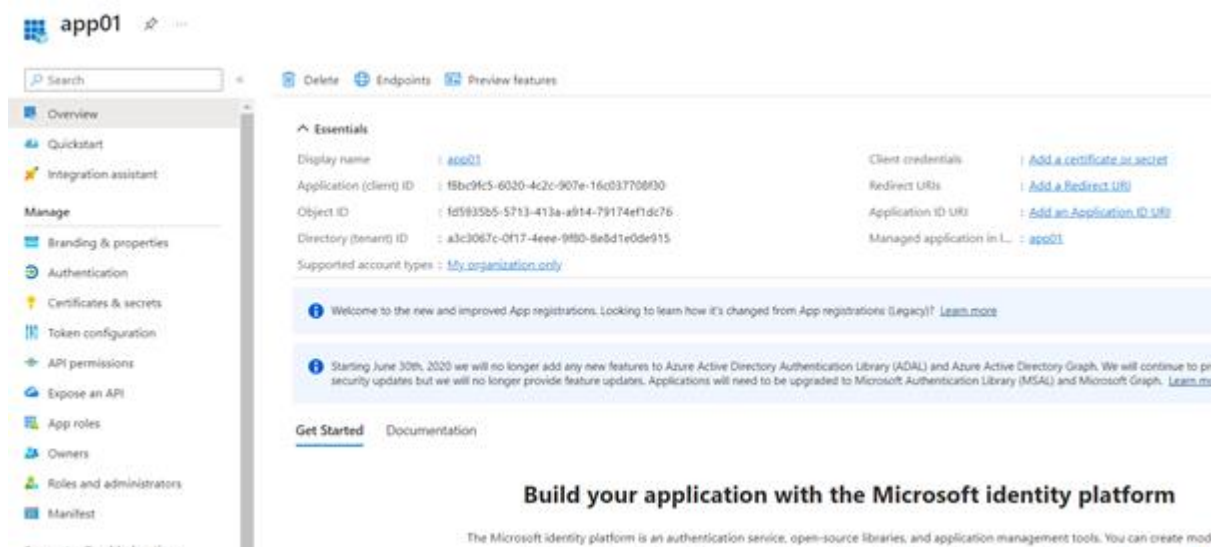 app01
Search
Delete Endpoints Preview features
Overview
Quickstart
Integration assistant
Manage
Branding & properties
Authentication
Certificates & secrets
Token configuration
API permissions
Expose an API
App roles
Owners
Roles and administrators
Manifest
Essentials
Display name : app01
Application (client) ID : f8bc9fc5-6020-4c2c-907e-16c037708f30
Object ID : fd5935b5-5713-413a-a914-79174ef1dc76
Directory (tenant) ID : a3c3067c-0f17-4eee-9f80-8e8d1e0de915
Supported account types : My organization only
Client credentials : Add a certificate or secret
Redirect URIs : Add a Redirect URI
Application ID URI : Add an Application ID URI
Managed application in l... : app01
Welcome to the new and improved App registrations. Looking to learn how it's changed from App registrations (Legacy)? Learn more
Starting June 30th, 2020 we will no longer add any new features to Azure Active Directory Authentication Library (ADAL) and Azure Active Directory Graph. We will continue to pr
security updates but we will no longer provide feature updates. Applications will need to be upgraded to Microsoft Authentication Library (MSAL) and Microsoft Graph. Learn mo
Get Started Documentation
Build your application with the Microsoft identity platform
The Microsoft identity platform is an authentication service, open-source libraries, and application management tools. You can create mod